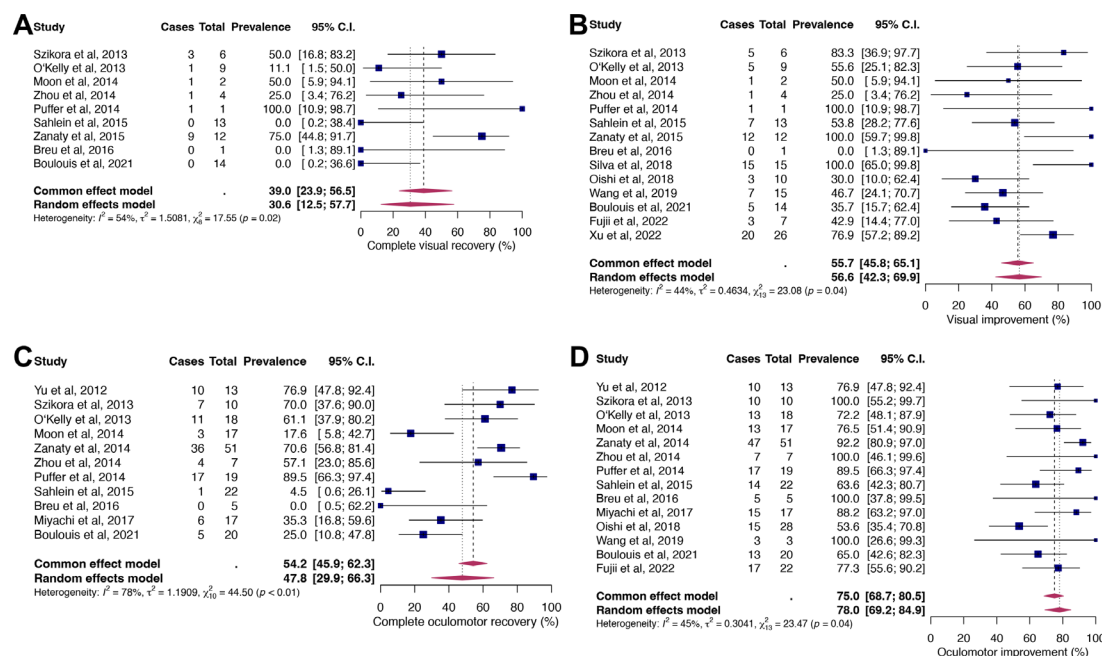 A
Study Cases Total Prevalence 95% C.I.
Szikora et al, 2013 3 6 50.0 [16.8; 83.2]
O'Kelly et al, 2013 1 9 11.1 [ 1.5; 50.0]
Moon et al, 2014 1 2 50.0 [ 5.9; 94.1]
Zhou et al, 2014 1 4 25.0 [ 3.4; 76.2]
Puffer et al, 2014 1 1 100.0 [10.9; 98.7]
Sahlein et al, 2015 0 13 0.0 [ 0.2; 38.4]
Zanaty et al, 2015 9 12 75.0 [44.8; 91.7]
Breu et al, 2016 0 1 0.0 [ 1.3; 89.1]
Boulouis et al, 2021 0 14 0.0 [ 0.2; 36.6]
Common effect model . 39.0 [23.9; 56.5]
Random effects model 30.6 [12.5; 57.7]
Heterogeneity: I² = 54%, τ² = 1.5081, χ²₈ = 17.55 (p = 0.02)
0 20 40 60 80 100
Complete visual recovery (%)
B
Study Cases Total Prevalence 95% C.I.
Szikora et al, 2013 5 6 83.3 [36.9; 97.7]
O'Kelly et al, 2013 5 9 55.6 [25.1; 82.3]
Moon et al, 2014 1 2 50.0 [ 5.9; 94.1]
Zhou et al, 2014 1 4 25.0 [ 3.4; 76.2]
Puffer et al, 2014 1 1 100.0 [10.9; 98.7]
Sahlein et al, 2015 7 13 53.8 [28.2; 77.6]
Zanaty et al, 2015 12 12 100.0 [59.7; 99.8]
Breu et al, 2016 0 1 0.0 [ 1.3; 89.1]
Silva et al, 2018 15 15 100.0 [65.0; 99.8]
Oishi et al, 2018 3 10 30.0 [10.0; 62.4]
Wang et al, 2019 7 15 46.7 [24.1; 70.7]
Boulouis et al, 2021 5 14 35.7 [15.7; 62.4]
Fujii et al, 2022 3 7 42.9 [14.4; 77.0]
Xu et al, 2022 20 26 76.9 [57.2; 89.2]
Common effect model . 55.7 [45.8; 65.1]
Random effects model 56.6 [42.3; 69.9]
Heterogeneity: I² = 44%, τ² = 0.4634, χ²₁₃ = 23.08 (p = 0.04)
0 20 40 60 80 100
Visual improvement (%)
C
Study Cases Total Prevalence 95% C.I.
Yu et al, 2012 10 13 76.9 [47.8; 92.4]
Szikora et al, 2013 7 10 70.0 [37.6; 90.0]
O'Kelly et al, 2013 11 18 61.1 [37.9; 80.2]
Moon et al, 2014 3 17 17.6 [ 5.8; 42.7]
Zanaty et al, 2014 36 51 70.6 [56.8; 81.4]
Zhou et al, 2014 4 7 57.1 [23.0; 85.6]
Puffer et al, 2014 17 19 89.5 [66.3; 97.4]
Sahlein et al, 2015 1 22 4.5 [ 0.6; 26.1]
Breu et al, 2016 0 5 0.0 [ 0.5; 62.2]
Miyachi et al, 2017 6 17 35.3 [16.8; 59.6]
Boulouis et al, 2021 5 20 25.0 [10.8; 47.8]
Common effect model . 54.2 [45.9; 62.3]
Random effects model 47.8 [29.9; 66.3]
Heterogeneity: I² = 78%, τ² = 1.1909, χ²₁₀ = 44.50 (p < 0.01)
0 20 40 60 80 100
Complete oculomotor recovery (%)
D
Study Cases Total Prevalence 95% C.I.
Yu et al, 2012 10 13 76.9 [47.8; 92.4]
Szikora et al, 2013 10 10 100.0 [55.2; 99.7]
O'Kelly et al, 2013 13 18 72.2 [48.1; 87.9]
Moon et al, 2014 13 17 76.5 [51.4; 90.9]
Zanaty et al, 2014 47 51 92.2 [80.9; 97.0]
Zhou et al, 2014 7 7 100.0 [46.1; 99.6]
Puffer et al, 2014 17 19 89.5 [66.3; 97.4]
Sahlein et al, 2015 14 22 63.6 [42.3; 80.7]
Breu et al, 2016 5 5 100.0 [37.8; 99.5]
Miyachi et al, 2017 15 17 88.2 [63.2; 97.0]
Oishi et al, 2018 15 28 53.6 [35.4; 70.8]
Wang et al, 2019 3 3 100.0 [26.6; 99.3]
Boulouis et al, 2021 13 20 65.0 [42.6; 82.3]
Fujii et al, 2022 17 22 77.3 [55.6; 90.2]
Common effect model . 75.0 [68.7; 80.5]
Random effects model 78.0 [69.2; 84.9]
Heterogeneity: I² = 45%, τ² = 0.3041, χ²₁₃ = 23.47 (p = 0.04)
0 20 40 60 80 100
Oculomotor improvement (%)